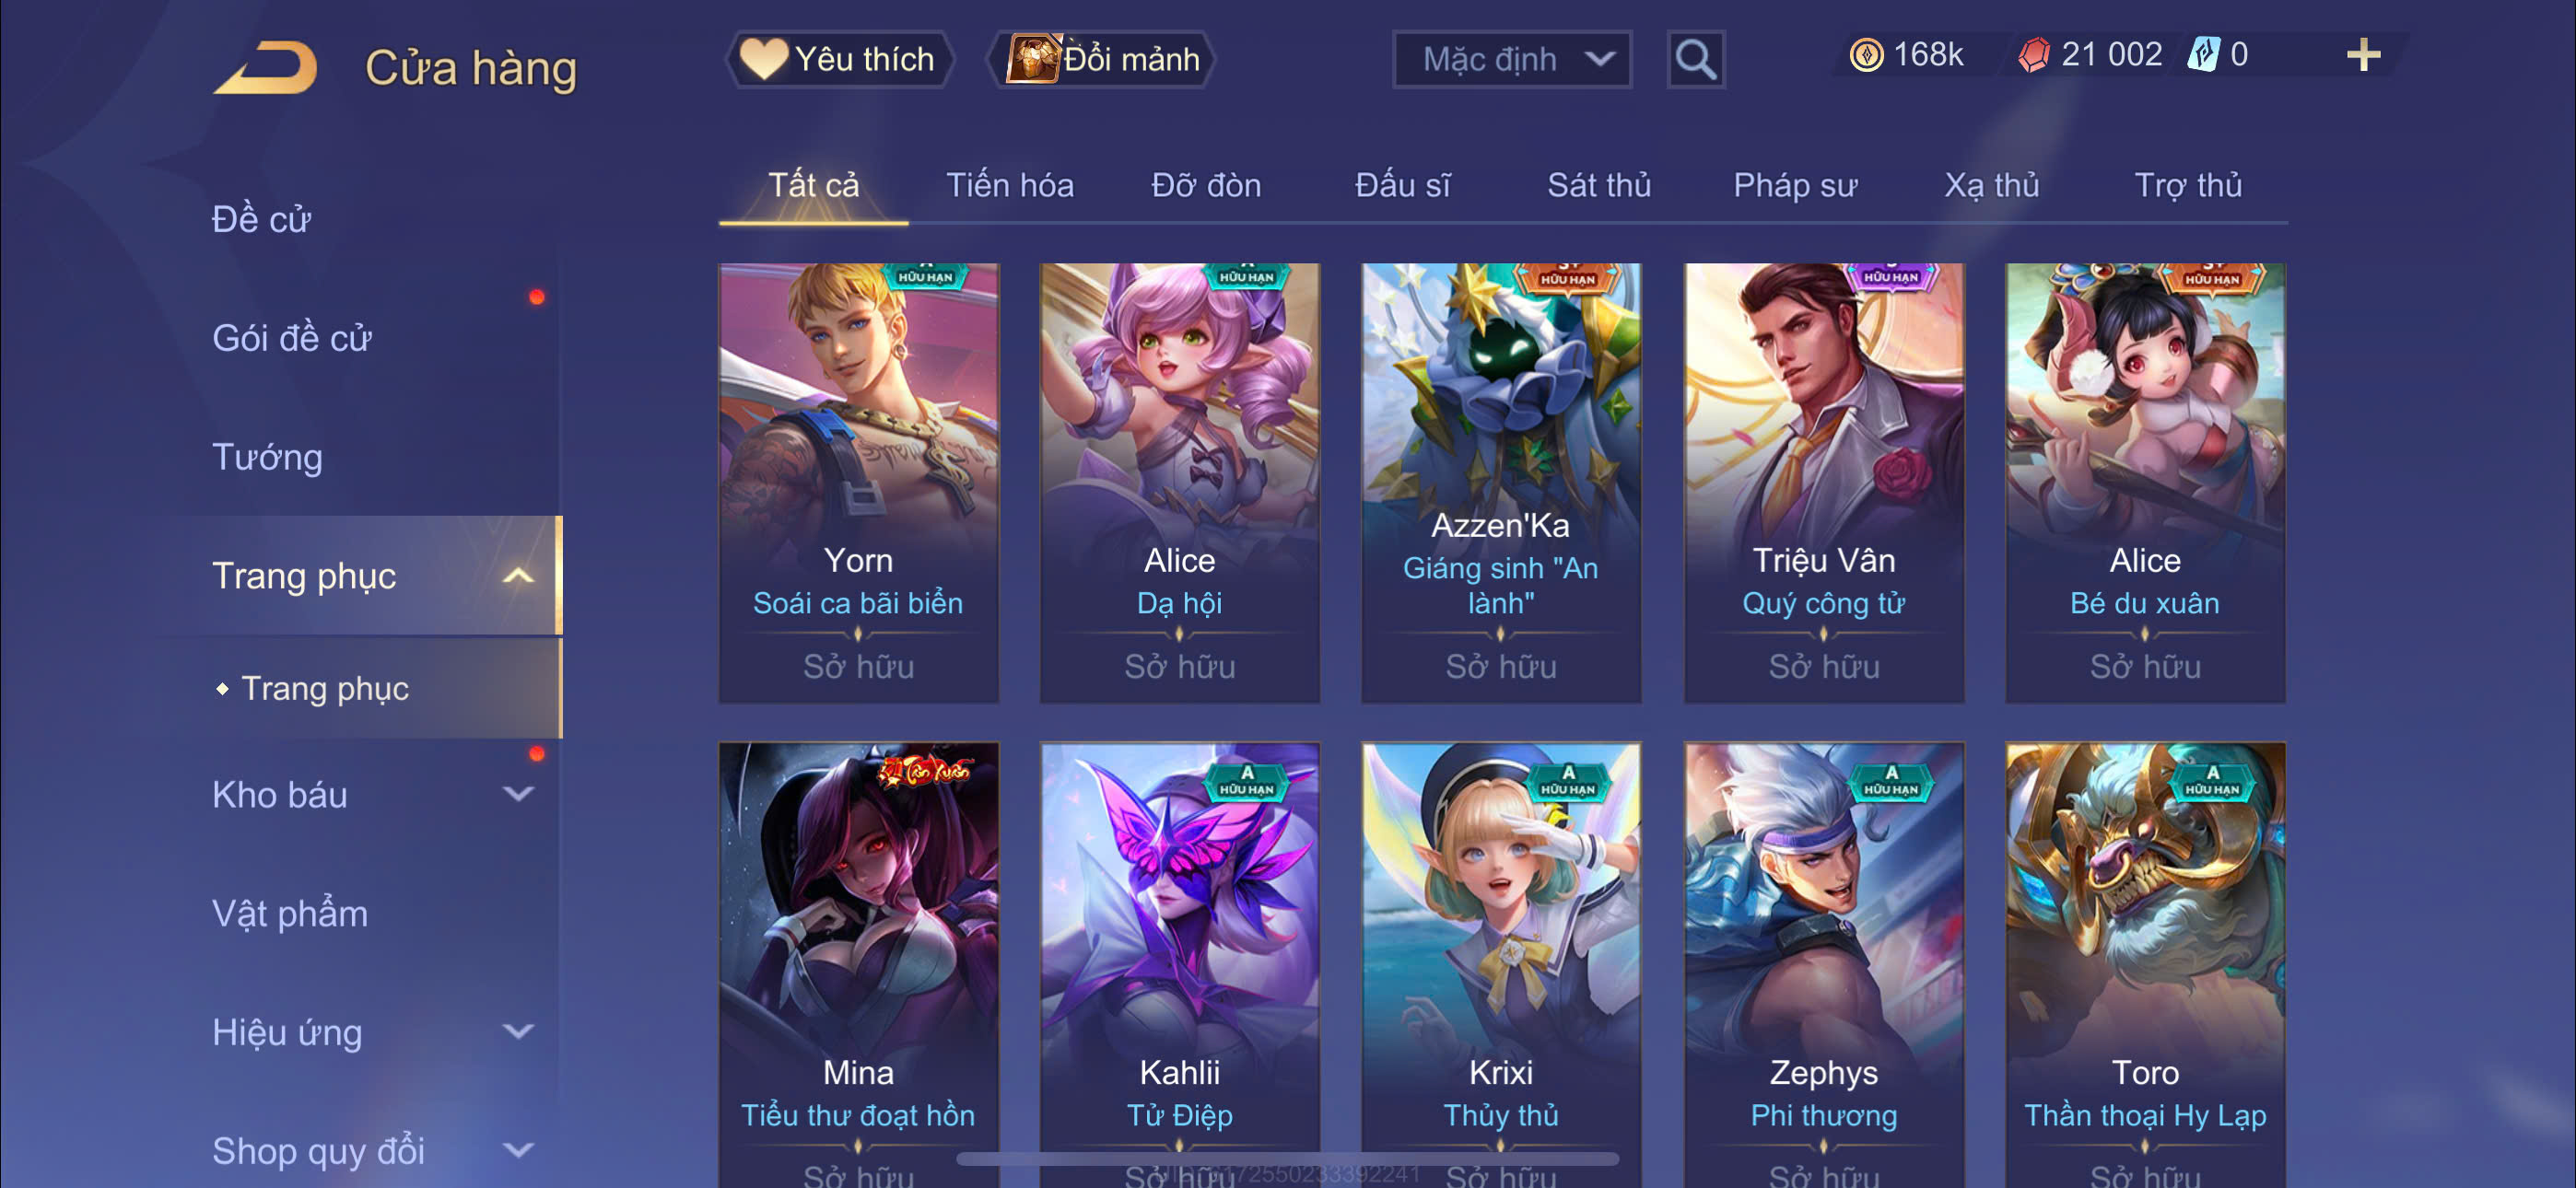 Cửa hàng
Yêu thích
Đổi mảnh
Mặc định
168k
21 002
0
Đề cử
Gói đề cử
Tướng
Trang phục
Trang phục
Kho báu
Vật phẩm
Hiệu ứng
Shop quy đổi
Tất cả
Tiến hóa
Đỡ đòn
Đấu sĩ
Sát thủ
Pháp sư
Xạ thủ
Trợ thủ
HỮU HẠN
Yorn
Soái ca bãi biển
Sở hữu
HỮU HẠN
Alice
Dạ hội
Sở hữu
S+
HỮU HẠN
Azzen'Ka
Giáng sinh "An
lành"
Sở hữu
HỮU HẠN
Triệu Vân
Quý công tử
Sở hữu
S+
HỮU HẠN
Alice
Bé du xuân
Sở hữu
Tân Xuân
Mina
Tiểu thư đoạt hồn
Sở hữu
A
HỮU HẠN
Kahlii
Tử Điệp
Sở hữu
A
HỮU HẠN
Krixi
Thủy thủ
Sở hữu
A
HỮU HẠN
Zephys
Phi thương
Sở hữu
A
HỮU HẠN
Toro
Thần thoại Hy Lạp
Sở hữu